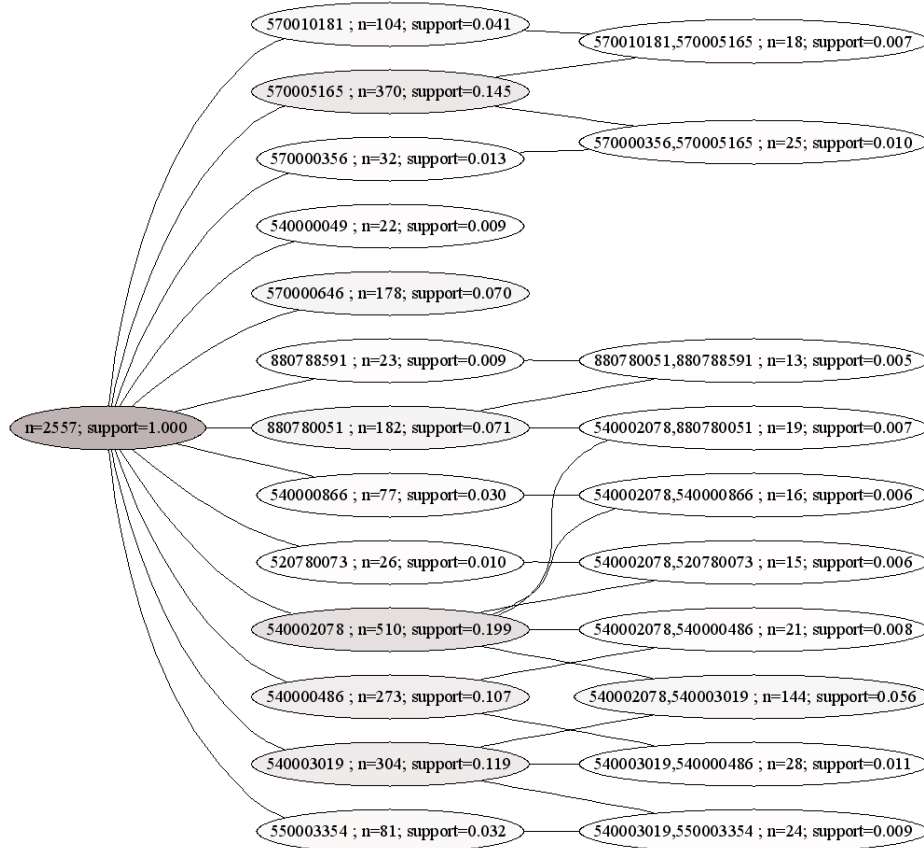 570010181 ; n=104; support=0.041
570010181,570005165 ; n=18; support=0.007
570005165 ; n=370; support=0.145
570000356,570005165 ; n=25; support=0.010
570000356 ; n=32; support=0.013
540000049 ; n=22; support=0.009
570000646 ; n=178; support=0.070
880788591 ; n=23; support=0.009
880780051,880788591 ; n=13; support=0.005
n=2557; support=1.000
880780051 ; n=182; support=0.071
540002078,880780051 ; n=19; support=0.007
540000866 ; n=77; support=0.030
540002078,540000866 ; n=16; support=0.006
520780073 ; n=26; support=0.010
540002078,520780073 ; n=15; support=0.006
540002078 ; n=510; support=0.199
540002078,540000486 ; n=21; support=0.008
540000486 ; n=273; support=0.107
540002078,540003019 ; n=144; support=0.056
540003019 ; n=304; support=0.119
540003019,540000486 ; n=28; support=0.011
550003354 ; n=81; support=0.032
540003019,550003354 ; n=24; support=0.009